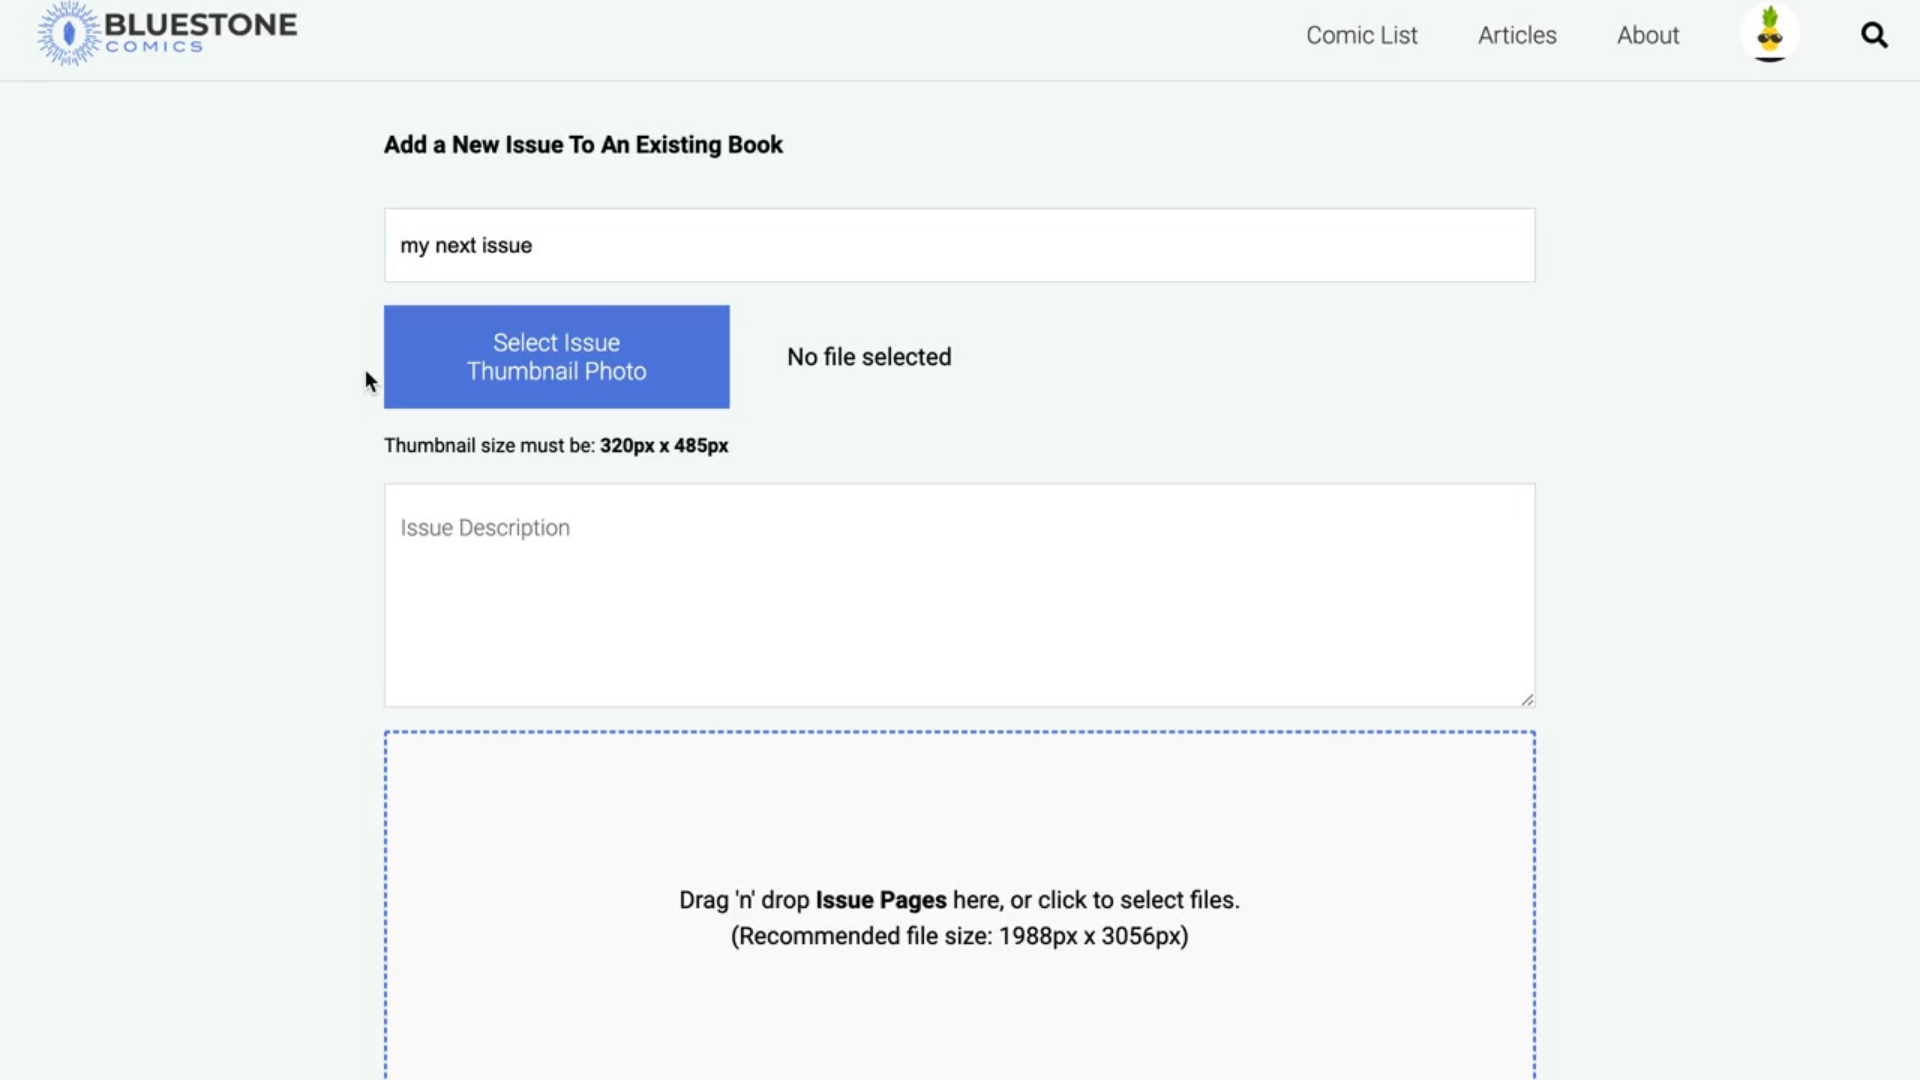 BLUESTONE
COMICS
Comic List
Articles
About
Add a New Issue To An Existing Book
my next issue
Select Issue
Thumbnail Photo
No file selected
Thumbnail size must be: 320px x 485px
Issue Description
Drag 'n' drop Issue Pages here, or click to select files.
(Recommended file size: 1988px x 3056px)